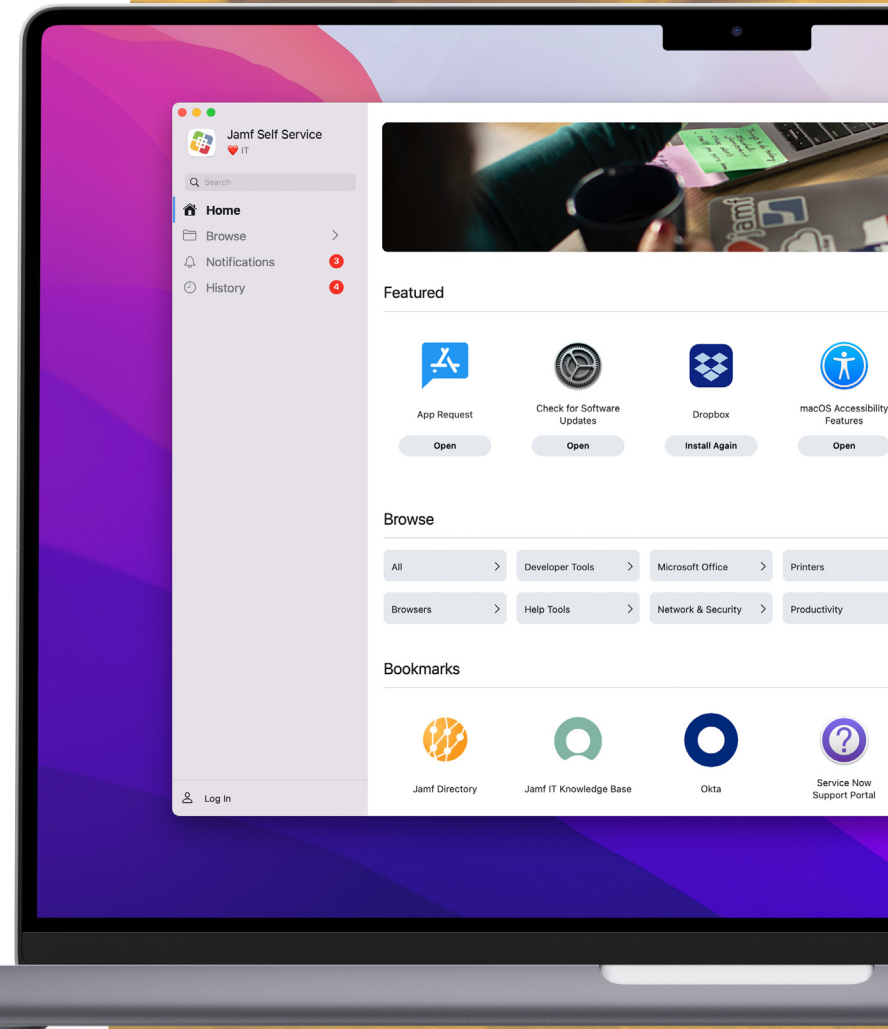 Jamf Self Service
❤️ IT
Search
Home
Browse
Notifications 3
History 4
jamf
jamf
Featured
App Request
Check for Software
Updates
Dropbox
macOS Accessibility
Features
Open
Open
Install Again
Open
Browse
All
Developer Tools
Microsoft Office
Printers
Browsers
Help Tools
Network & Security
Productivity
Bookmarks
Jamf Directory
Jamf IT Knowledge Base
Okta
Service Now
Support Portal
Log In